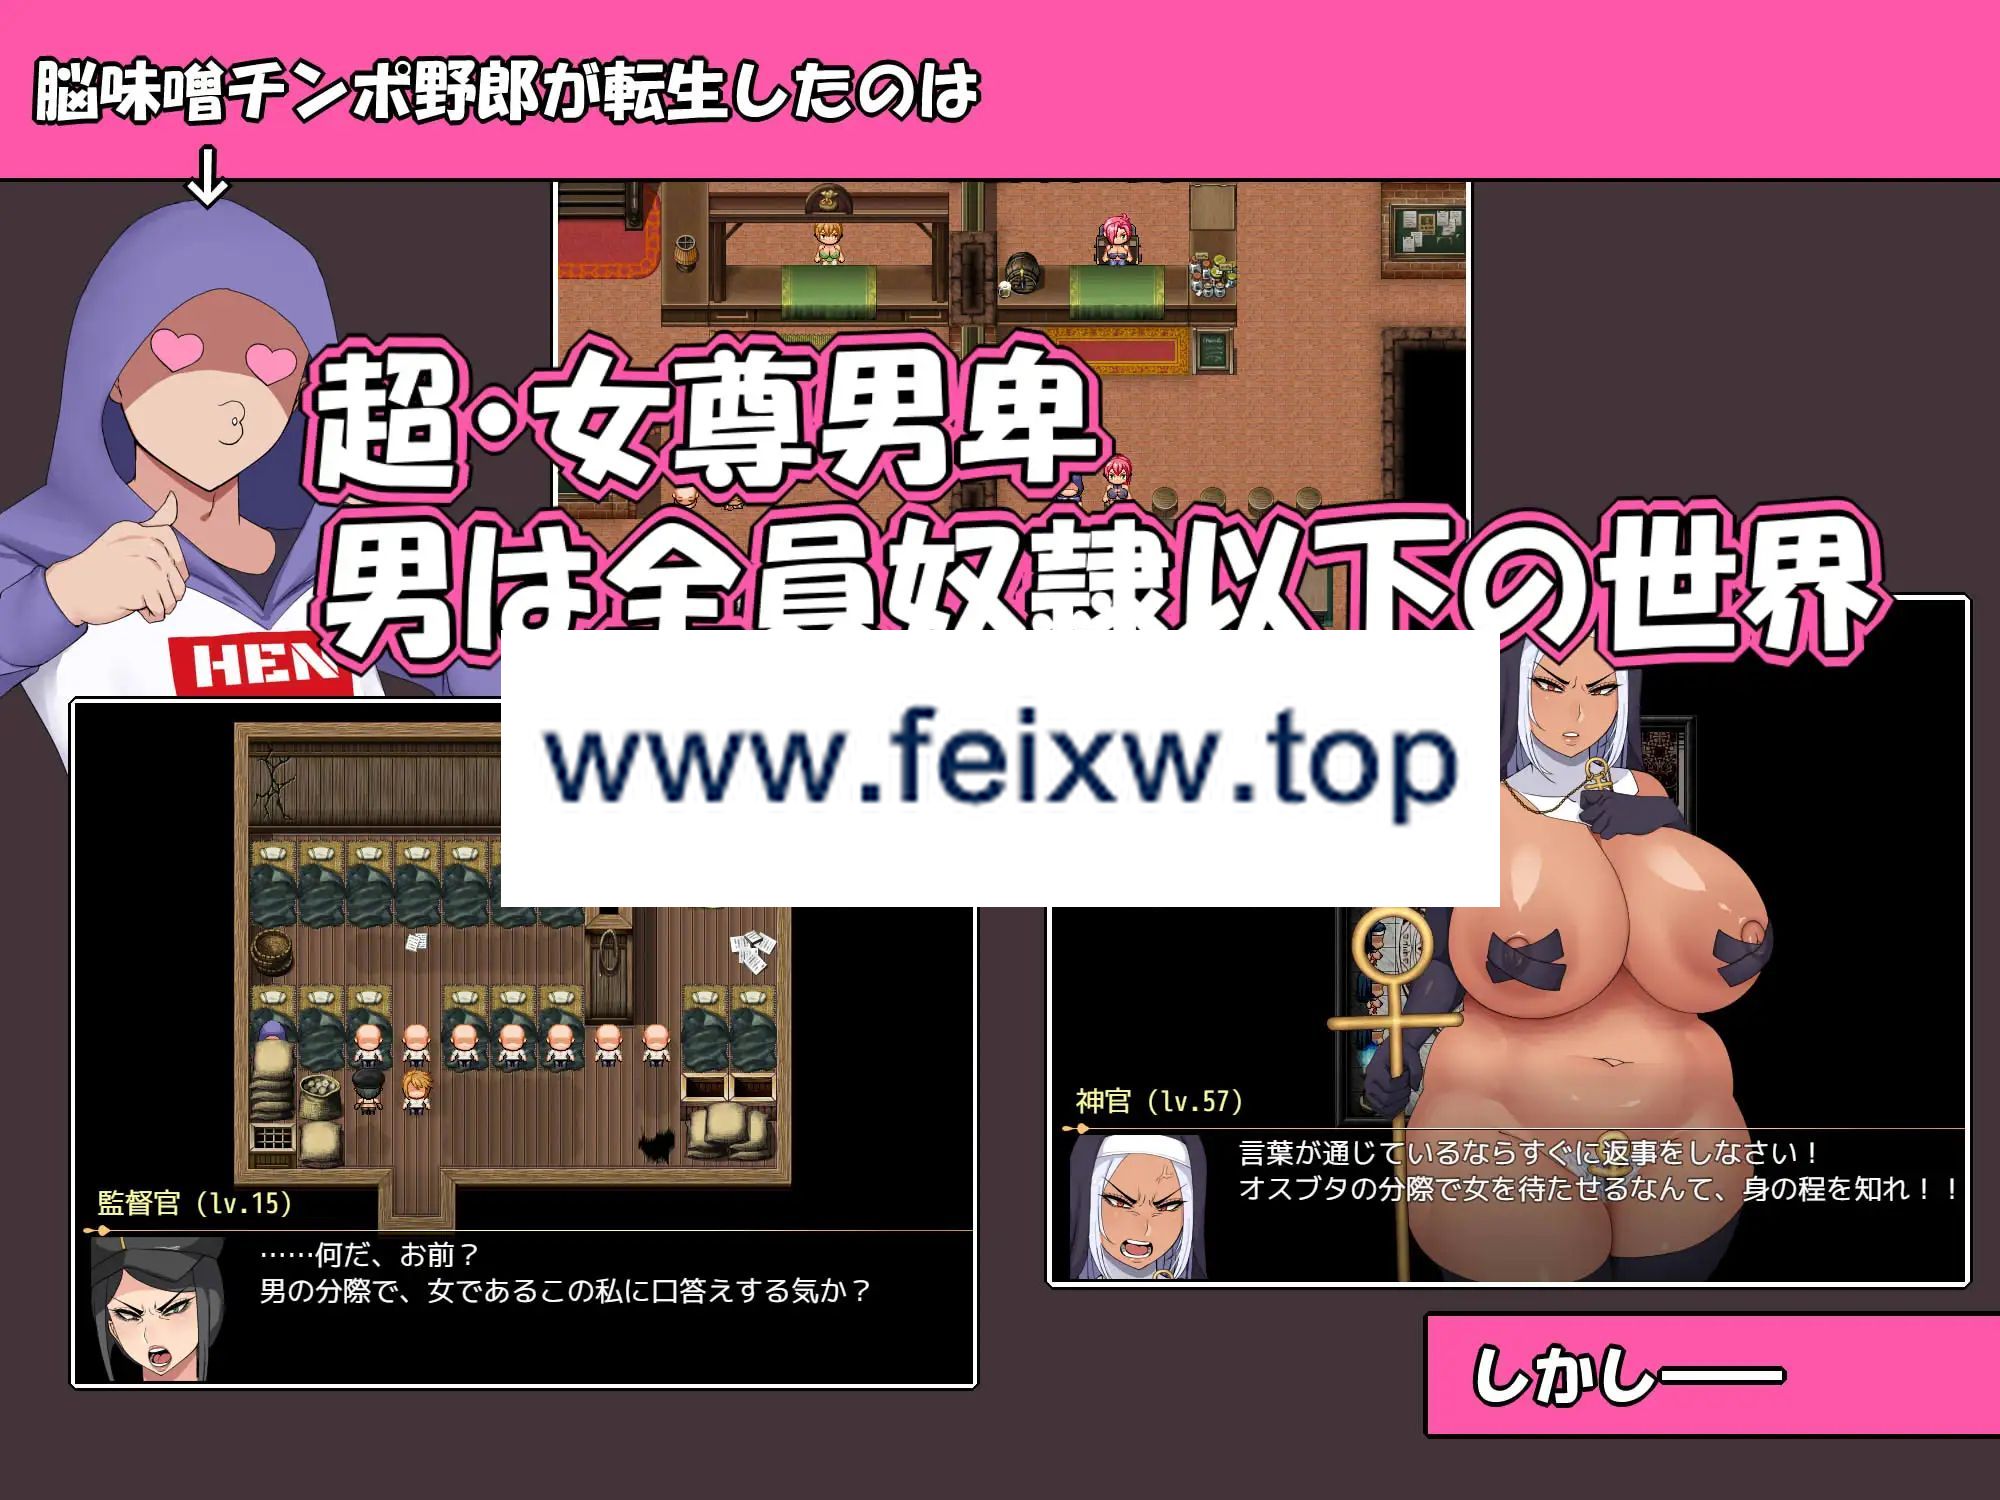 脳味噌チンポ野郎が転生したのは
↓
超・女尊男卑
男は全員奴隷以下の世界
HEN
www.feixw.top
神官 (lv.57)
言葉が通じているならすぐに返事をしなさい！
オスブタの分際で女を待たせるなんて、身の程を知れ！！
監督官 (lv.15)
……何だ、お前？
男の分際で、女であるこの私に口答えする気か？
しかし――